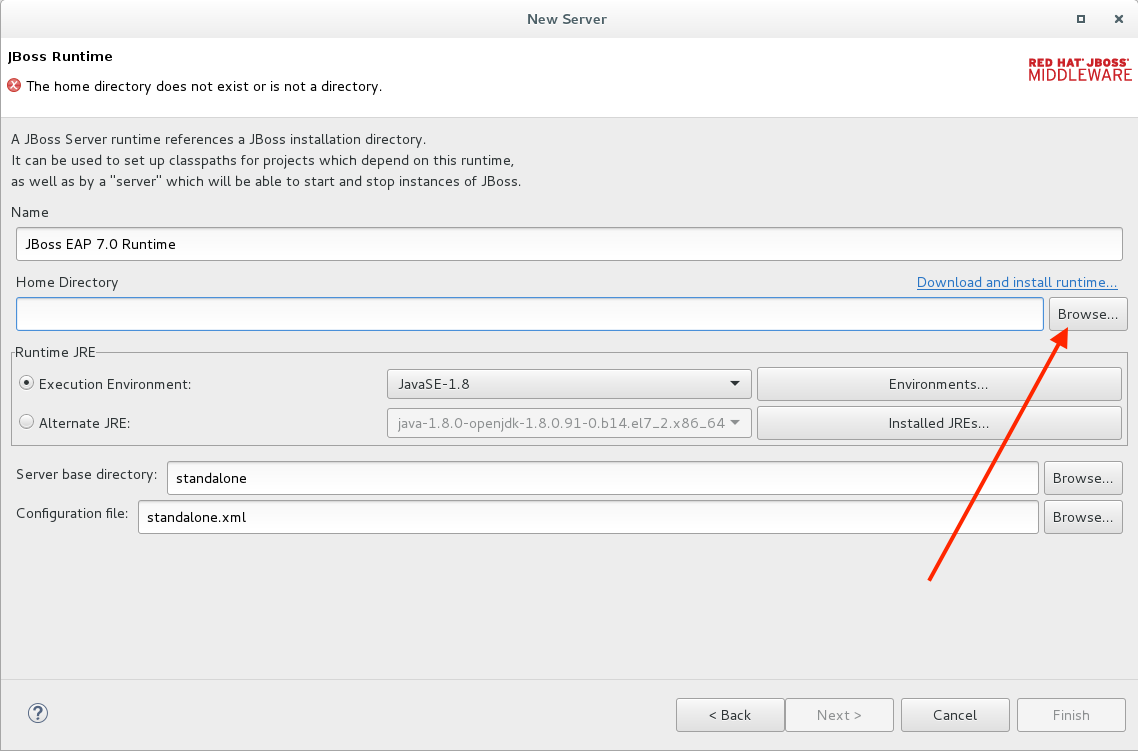 New Server
JBoss Runtime
The home directory does not exist or is not a directory.
RED HAT® JBOSS®
MIDDLEWARE
A JBoss Server runtime references a JBoss installation directory.
It can be used to set up classpaths for projects which depend on this runtime,
as well as by a "server" which will be able to start and stop instances of JBoss.
Name
JBoss EAP 7.0 Runtime
Home Directory
Download and install runtime...
Browse...
Runtime JRE
Execution Environment:
JavaSE-1.8
Environments...
Alternate JRE:
java-1.8.0-openjdk-1.8.0.91-0.b14.el7_2.x86_64
Installed JREs...
Server base directory:
standalone
Browse...
Configuration file:
standalone.xml
Browse...
?
< Back
Next >
Cancel
Finish